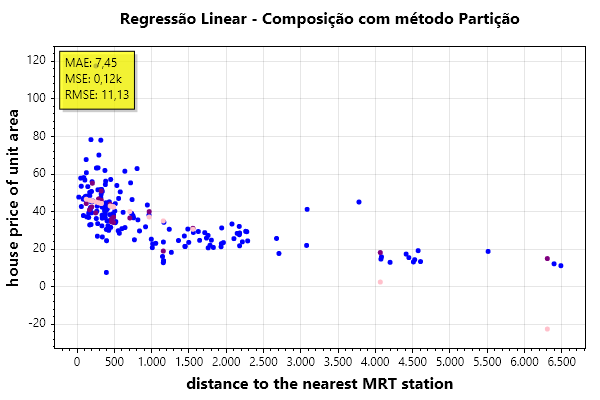 Regressão Linear - Composição com método Partição
MAE: 7,45
MSE: 0,12k
RMSE: 11,13
120
100
80
60
40
20
0
-20
house price of unit area
0 500 1.000 1.500 2.000 2.500 3.000 3.500 4.000 4.500 5.000 5.500 6.000 6.500
distance to the nearest MRT station